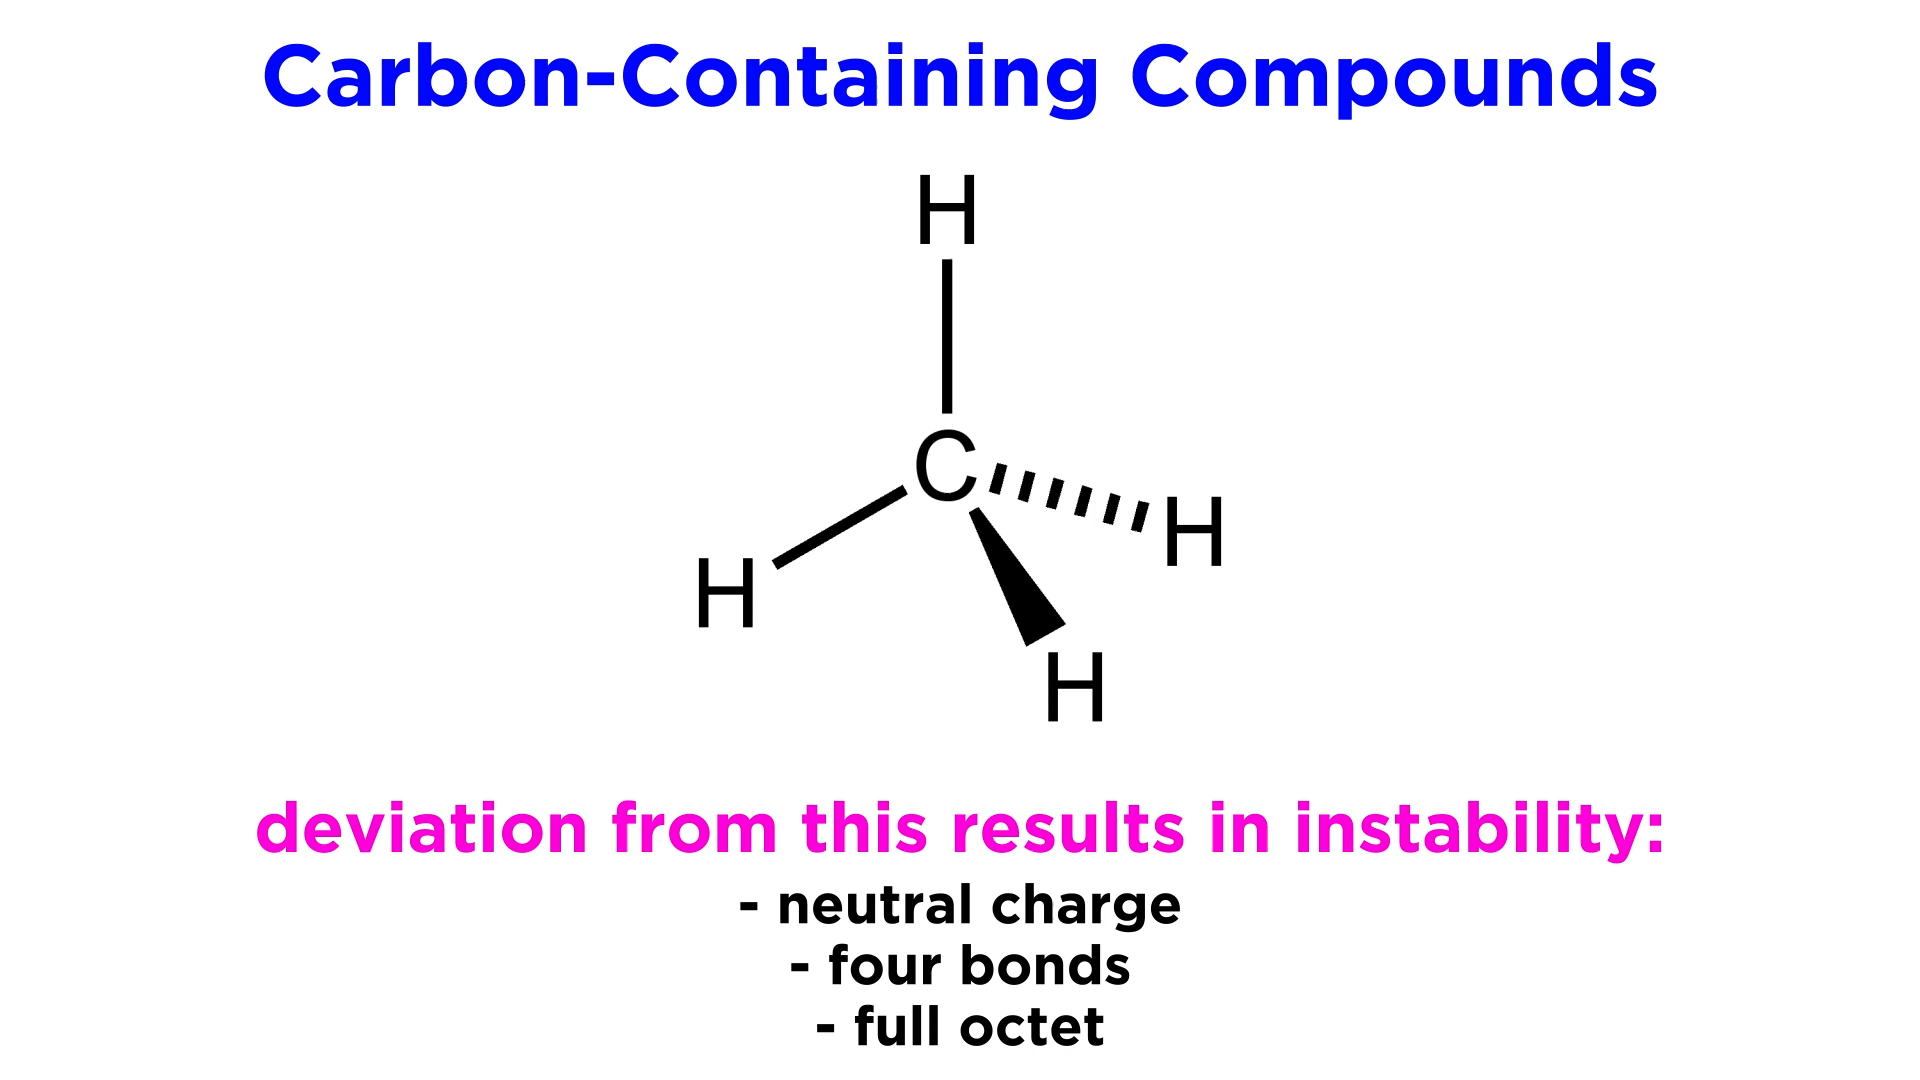 Carbon-Containing Compounds
H
C
H
H
H
deviation from this results in instability:
- neutral charge
- four bonds
- full octet